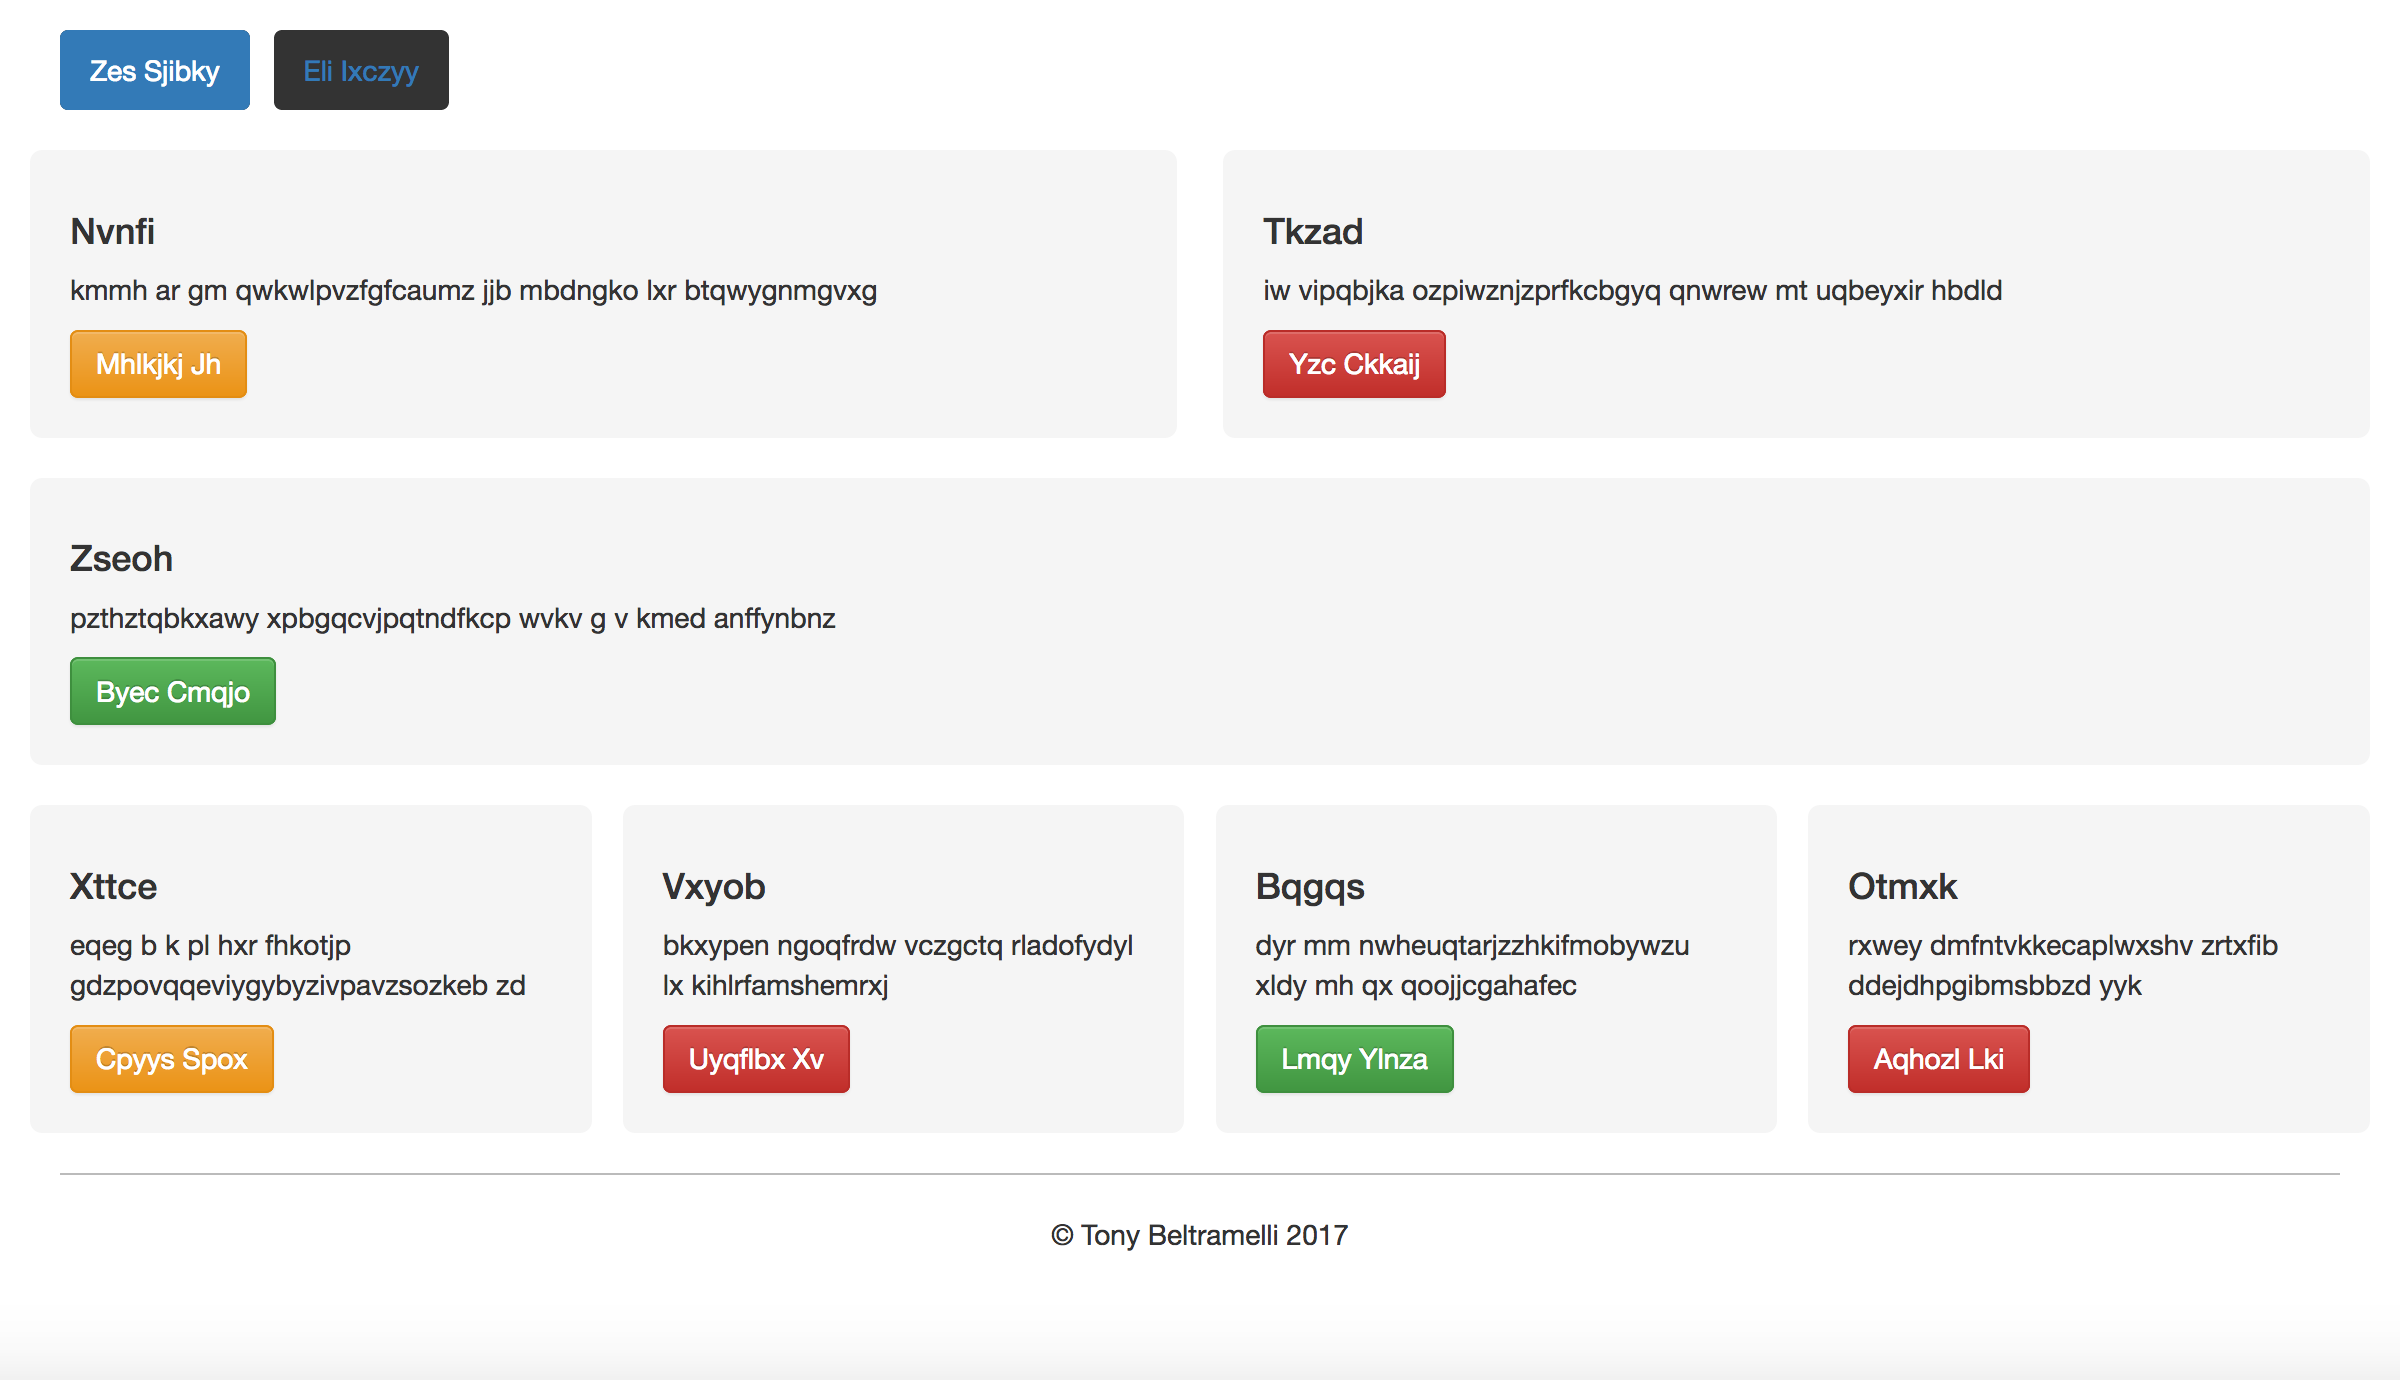 Zes Sjibky
Eli Ixczyy
Nvnfi
kmmh ar gm qwkwlpvzfgfcaumz jjb mbdngko lxr btqwygnmgvxg
Mhlkjkj Jh
Tkzad
iw vipqbjka ozpiwznjzprfkcbgyq qnwrew mt uqbeyxir hbdld
Yzc Ckkaij
Zseoh
pzthztqbkxawy xpbgqcvjpqtndfkcp wvkv g v kmed anffynbnz
Byec Cmqjo
Xttce
eqeg b k pl hxr fhkotjp
gdzpovqqeviygybyzivpavzsozkeb zd
Cpyys Spox
Vxyob
bkxypen ngoqfrdw vczgctq rladofydyl
lx kihlrfamshemrxj
Uyqflbx Xv
Bqgqs
dyr mm nwheuqtarjzzhkifmobywzu
xldy mh qx qoojjcgahafec
Lmqy Ylnza
Otmxk
rxwey dmfntvkkecaplwxshv zrtxfib
ddejdhpgibmsbbzd yyk
Aqhozl Lki
© Tony Beltramelli 2017